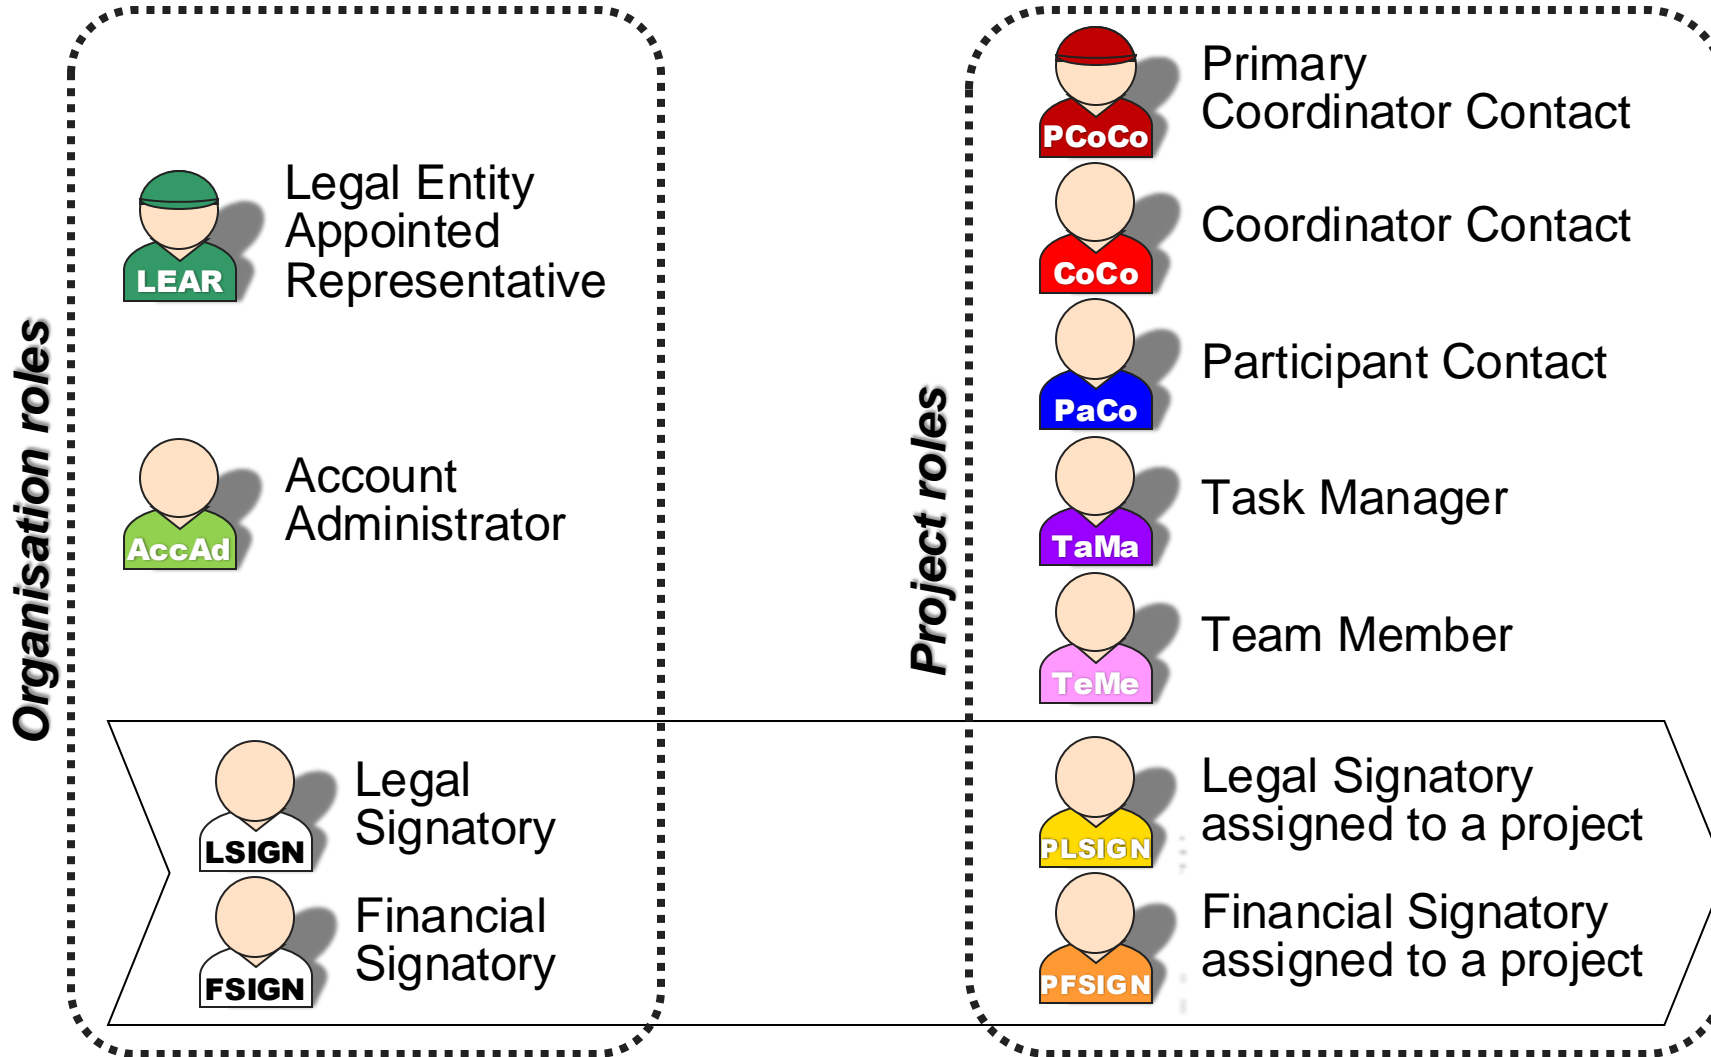 Organisation roles
LEAR
Legal Entity
Appointed
Representative
AccAd
Account
Administrator
LSIGN
Legal
Signatory
FSIGN
Financial
Signatory
Project roles
PCoCo
Primary
Coordinator Contact
CoCo
Coordinator Contact
PaCo
Participant Contact
TaMa
Task Manager
TeMe
Team Member
PLSIGN
Legal Signatory
assigned to a project
PFSIGN
Financial Signatory
assigned to a project